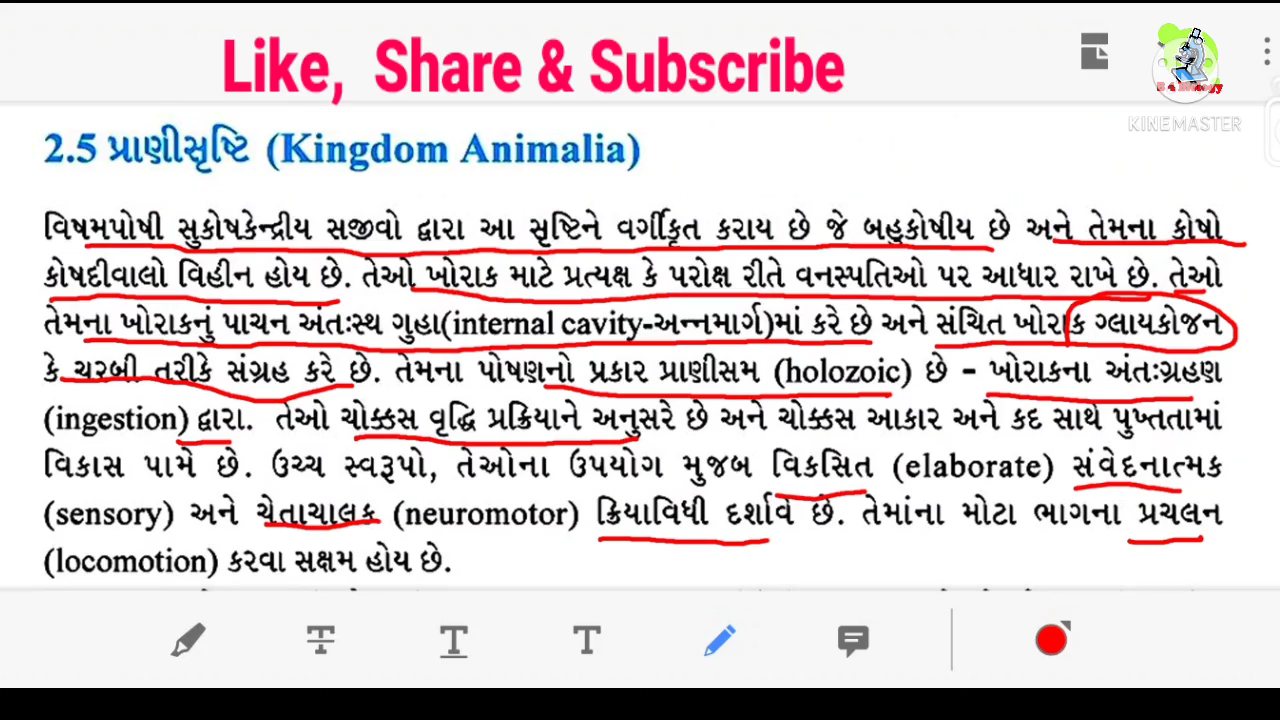 Like, Share & Subscribe
KINEMASTER
2.5 પ્રાણીસૃષ્ટિ (Kingdom Animalia)
વિષમપોષી સુકોષકેન્દ્રીય સજીવો દ્વારા આ સૃષ્ટિને વર્ગીકૃત કરાય છે જે બહુકોષીય છે અને તેમના કોષો
કોષદીવાલો વિહીન હોય છે. તેઓ ખોરાક માટે પ્રત્યક્ષ કે પરોક્ષ રીતે વનસ્પતિઓ પર આધાર રાખે છે. તેઓ
તેમના ખોરાકનું પાચન અંતઃસ્થ ગુહા(internal cavity-અન્નમાર્ગ)માં કરે છે અને સંચિત ખોરાક ગ્લાયકોજન
કે ચરબી તરીકે સંગ્રહ કરે છે. તેમના પોષણનો પ્રકાર પ્રાણીસમ (holozoic) છે – ખોરાકના અંતઃગ્રહણ
(ingestion) દ્વારા. તેઓ ચોક્કસ વૃદ્ધિ પ્રક્રિયાને અનુસરે છે અને ચોક્કસ આકાર અને કદ સાથે પુખ્તતામાં
વિકાસ પામે છે. ઉચ્ચ સ્વરૂપો, તેઓના ઉપયોગ મુજબ વિકસિત (elaborate) સંવેદનાત્મક
(sensory) અને ચેતાચાલક (neuromotor) ક્રિયાવિધી દર્શાવે છે. તેમાંના મોટા ભાગના પ્રચલન
(locomotion) કરવા સક્ષમ હોય છે.